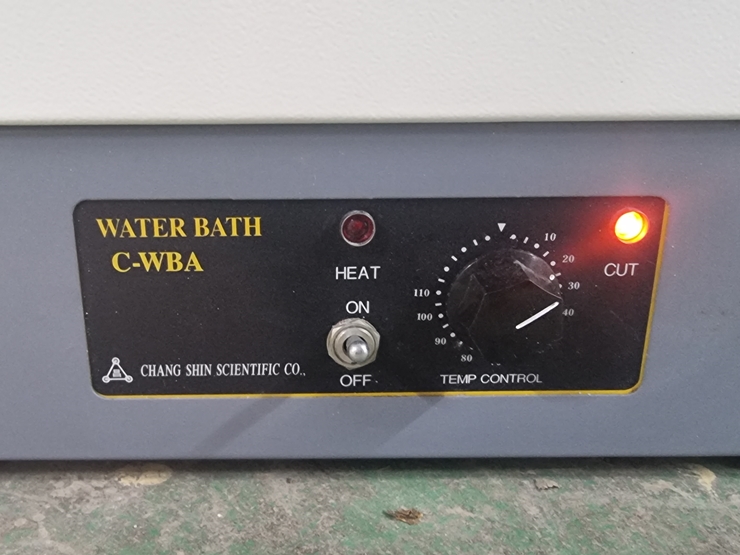 WATER BATH
C-WBA
HEAT
ON
OFF
CHANG SHIN SCIENTIFIC CO.,
10
20
30
40
80
90
100
110
TEMP CONTROL
CUT